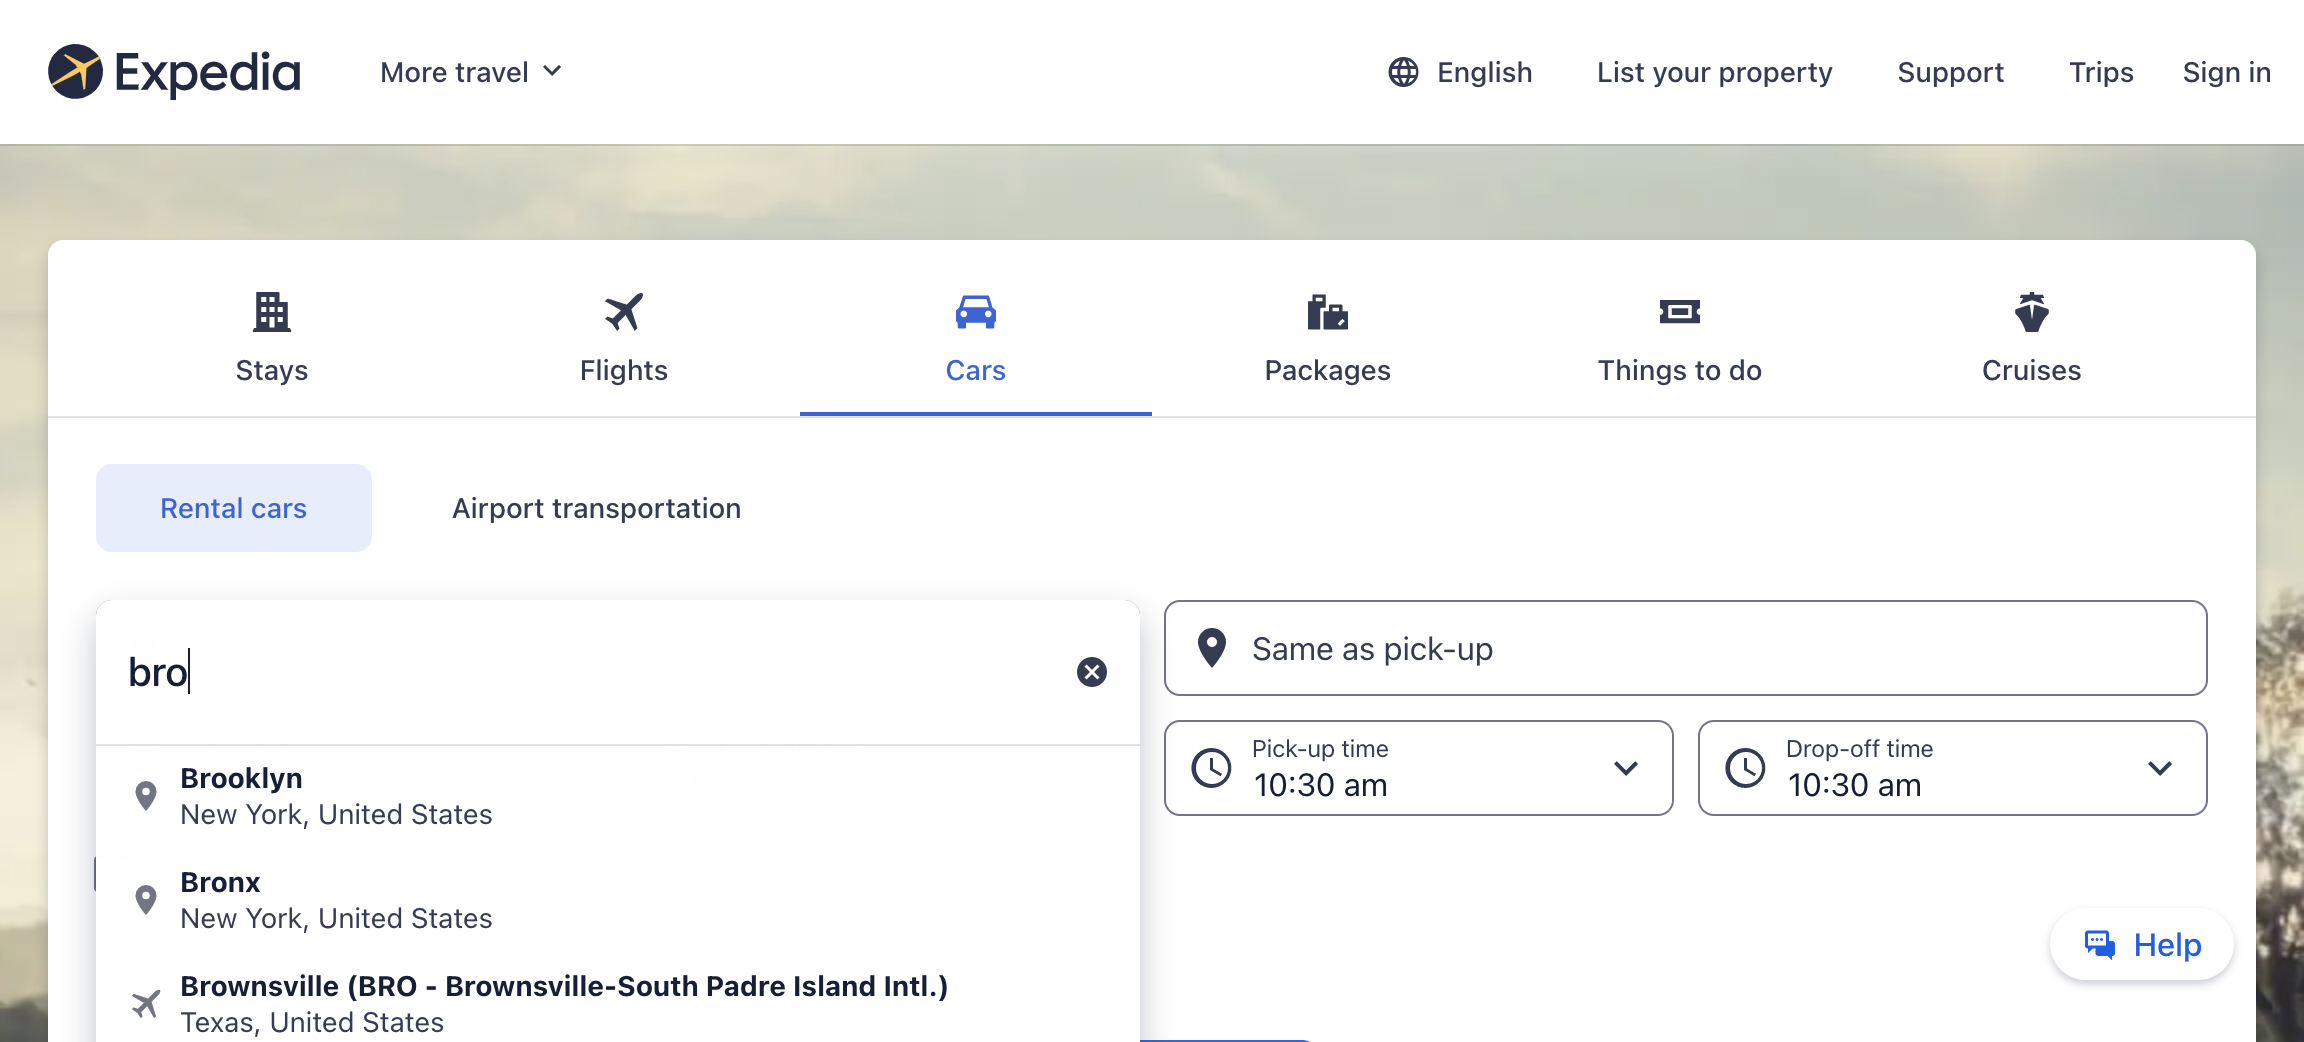 Expedia
More travel
English
List your property
Support
Trips
Sign in
Stays
Flights
Cars
Packages
Things to do
Cruises
Rental cars
Airport transportation
bro
Same as pick-up
Pick-up time
10:30 am
Drop-off time
10:30 am
Brooklyn
New York, United States
Bronx
New York, United States
Brownsville (BRO - Brownsville-South Padre Island Intl.)
Texas, United States
Help